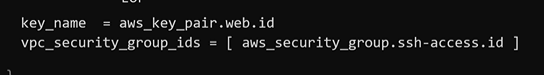 key_name  = aws_key_pair.web.id
vpc_security_group_ids = [ aws_security_group.ssh-access.id ]
}